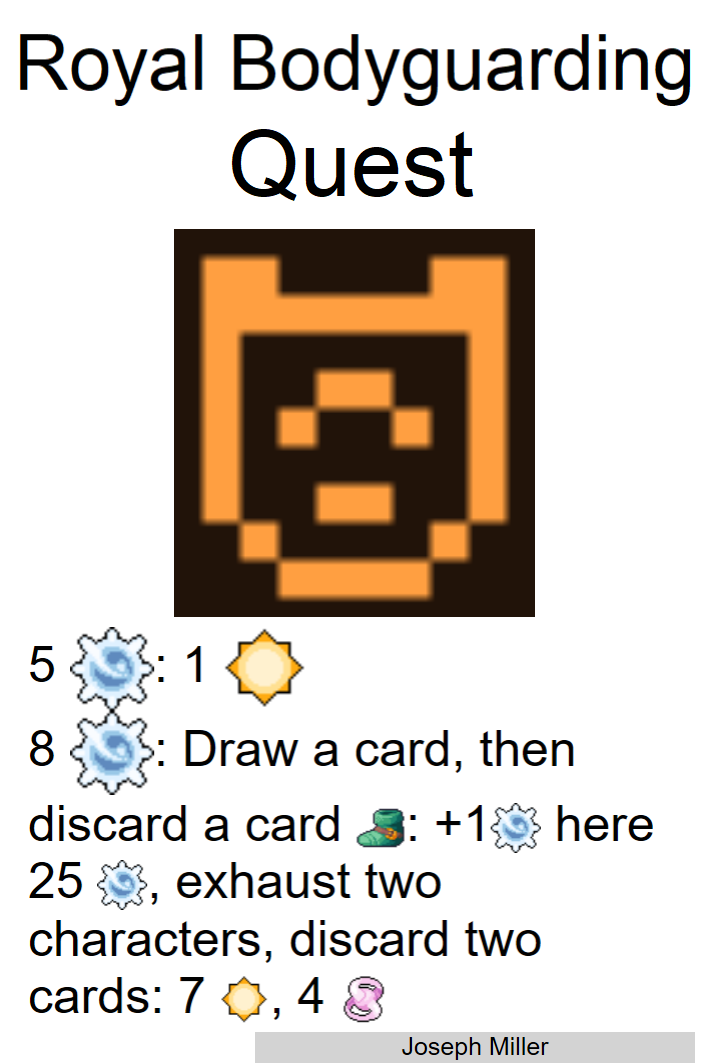 Royal Bodyguarding
Quest
5 : 1
8 : Draw a card, then
discard a card : +1 here
25 , exhaust two
characters, discard two
cards: 7 , 4
Joseph Miller